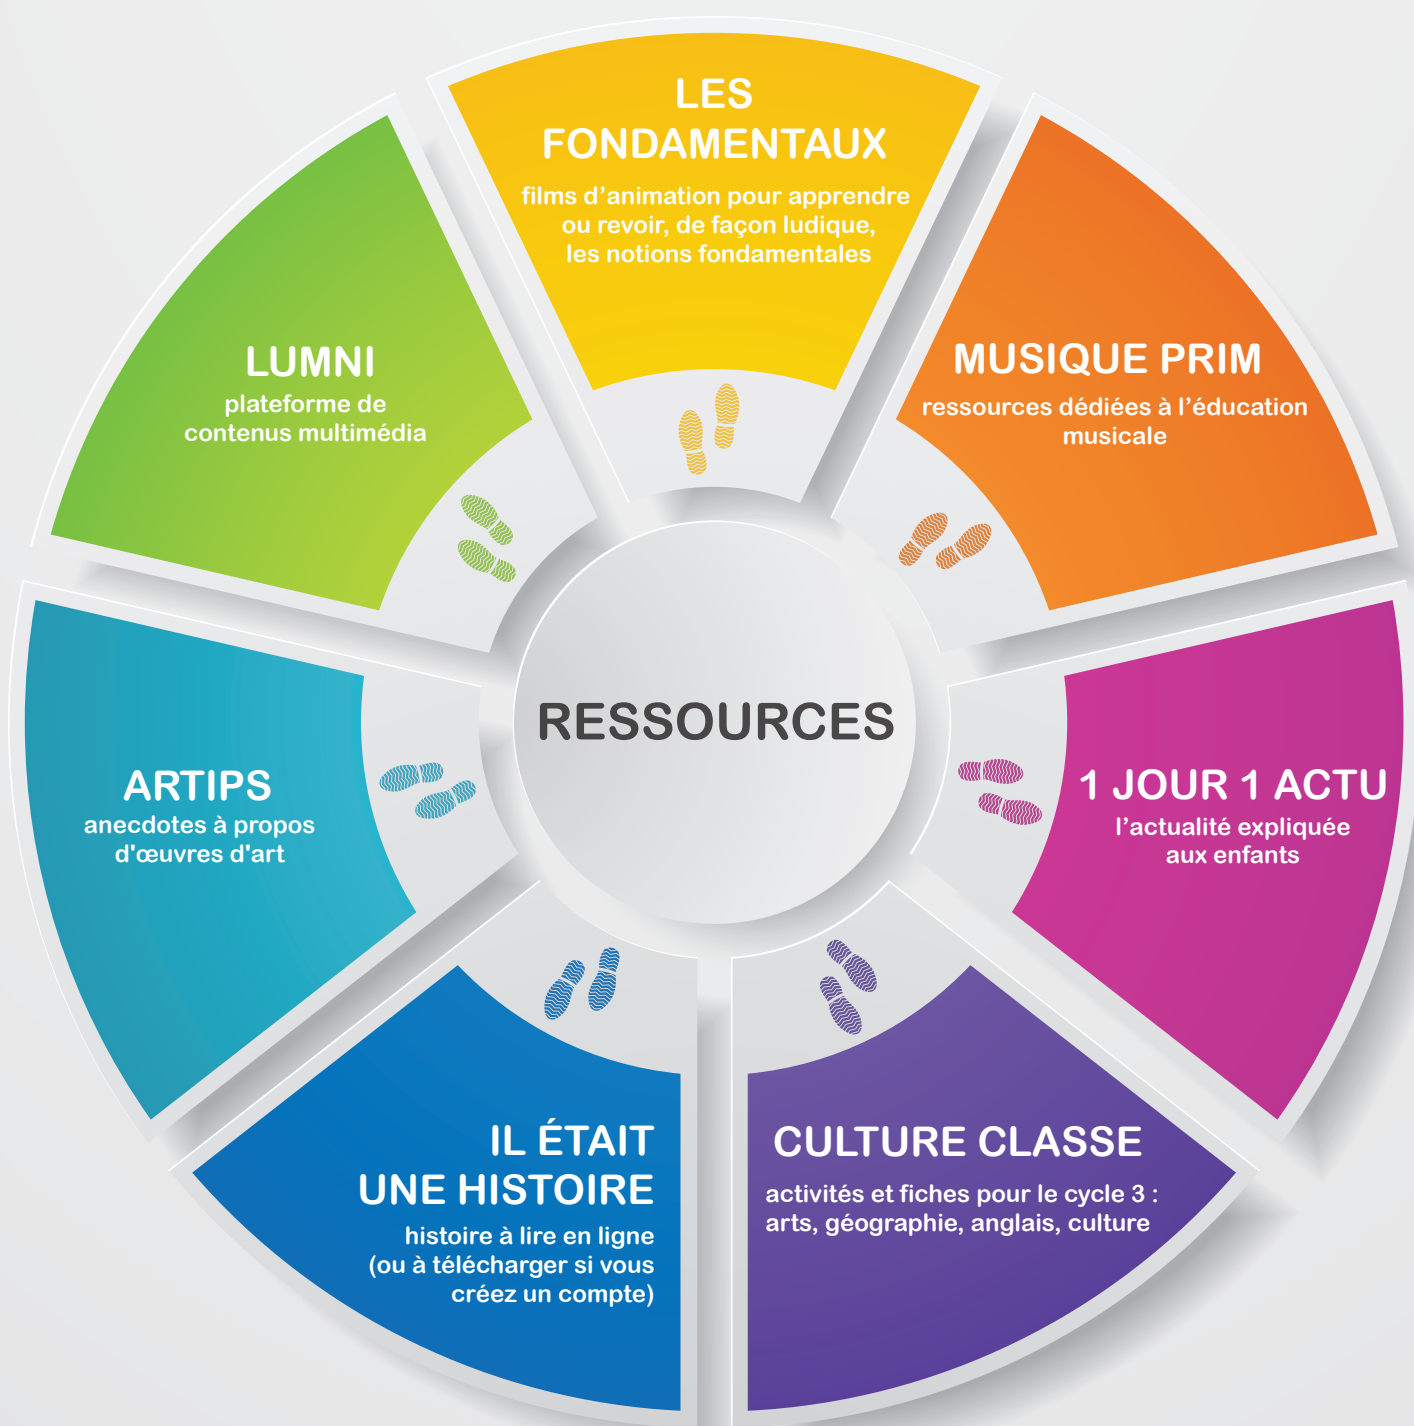 LES
FONDAMENTAUX
films d’animation pour apprendre
ou revoir, de façon ludique,
les notions fondamentales
MUSIQUE PRIM
ressources dédiées à l’éducation
musicale
1 JOUR 1 ACTU
l’actualité expliquée
aux enfants
CULTURE CLASSE
activités et fiches pour le cycle 3 :
arts, géographie, anglais, culture
IL ÉTAIT
UNE HISTOIRE
histoire à lire en ligne
(ou à télécharger si vous
créez un compte)
ARTIPS
anecdotes à propos
d'œuvres d'art
LUMNI
plateforme de
contenus multimédia
RESSOURCES